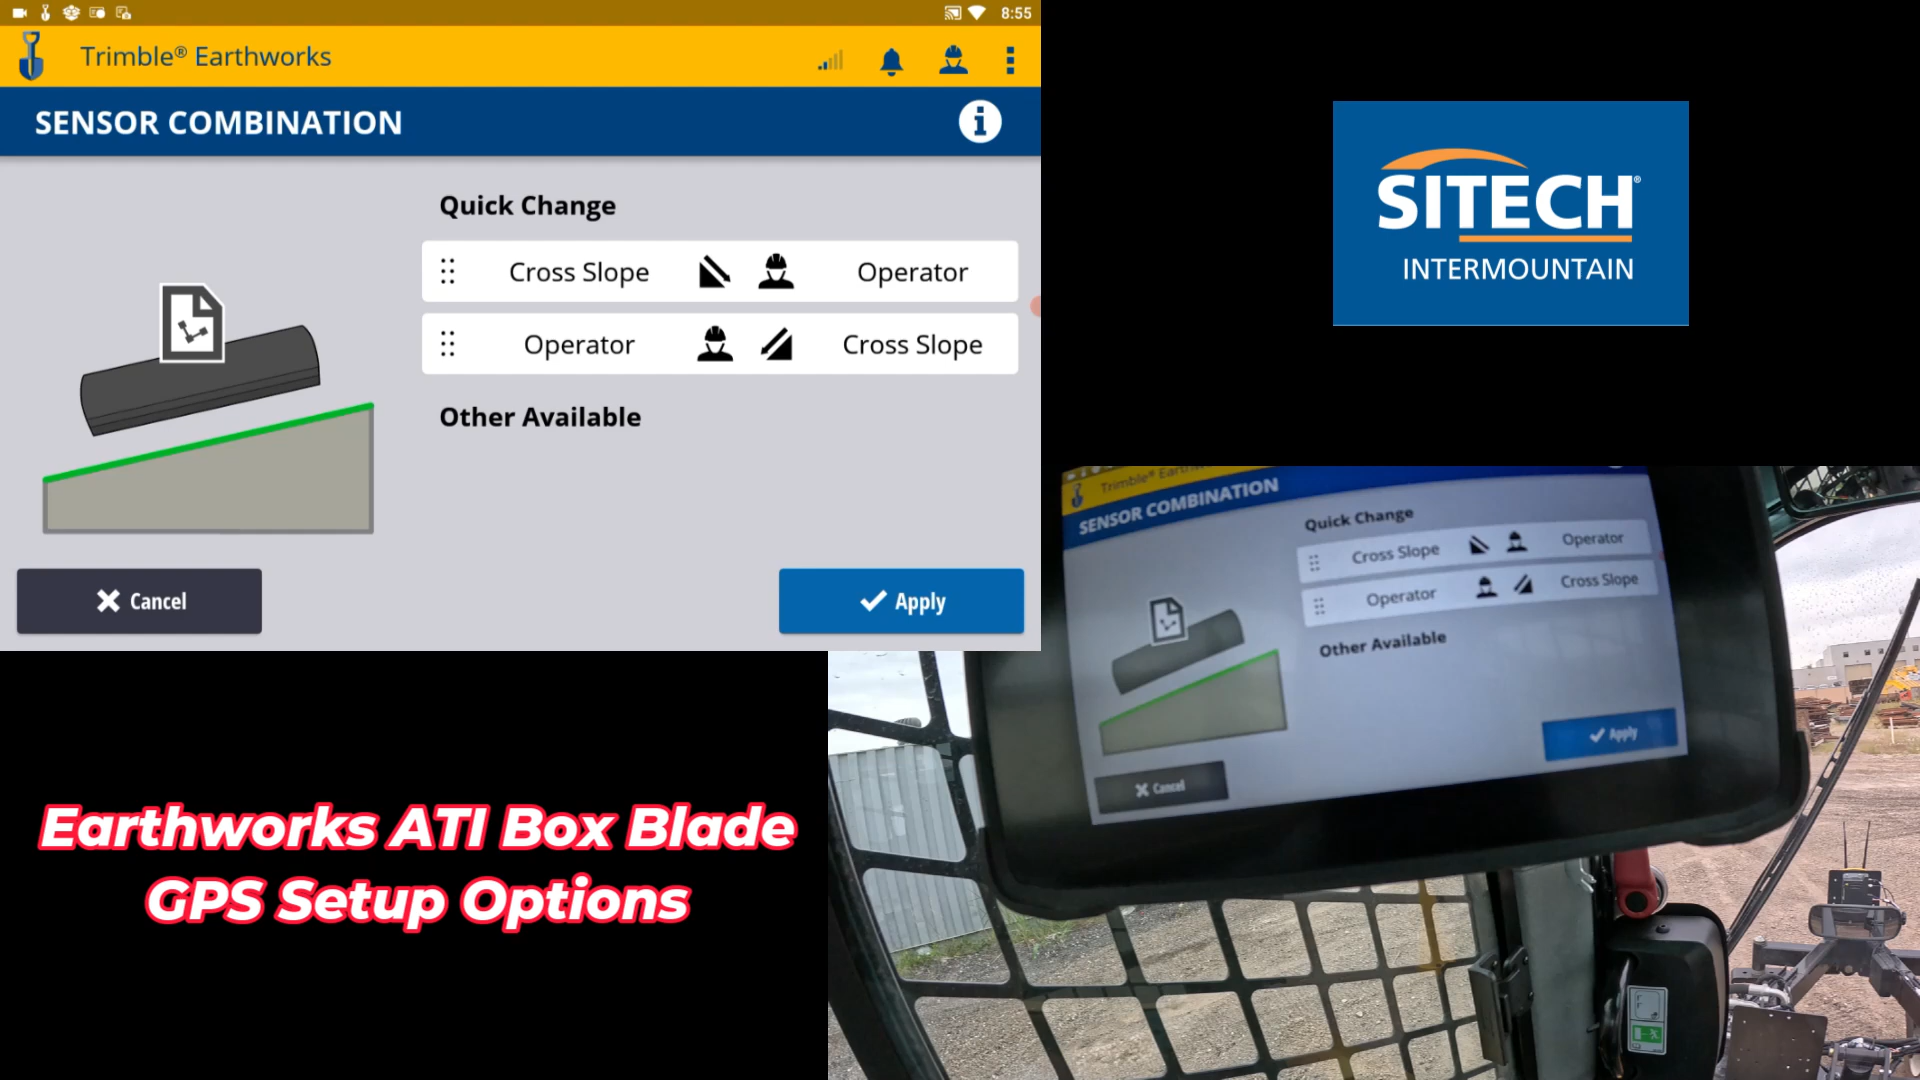 8:55
Trimble® Earthworks
SENSOR COMBINATION
Quick Change
Cross Slope Operator
Operator Cross Slope
Other Available
Cancel
Apply
SITECH®
INTERMOUNTAIN
Trimble® Earth
SENSOR COMBINATION
Quick Change
Cross Slope Operator
Operator Cross Slope
Other Available
Apply
Cancel
Earthworks ATI Box Blade
GPS Setup Options